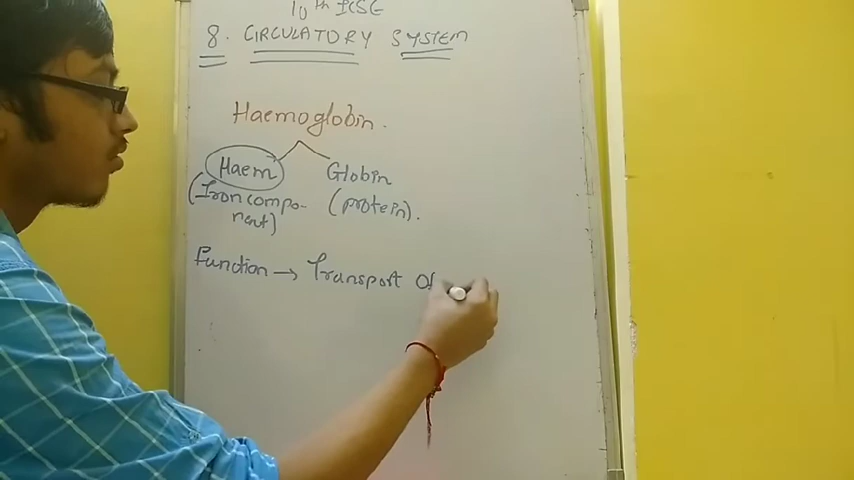 10th ICSE
8. CIRCULATORY SYSTEM
Haemoglobin.
Haem Globin
(Iron compo- (protein).
nent)
Function → Transport of